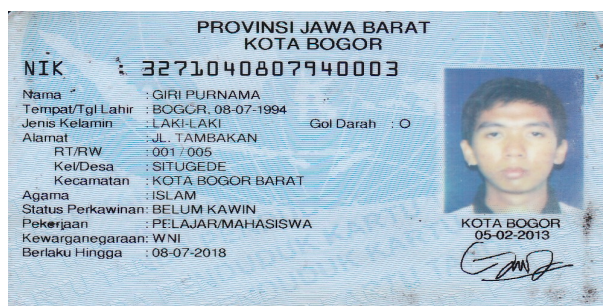 PROVINSI JAWA BARAT
KOTA BOGOR
NIK : 3271040807940003
Nama : GIRI PURNAMA
Tempat/Tgl Lahir : BOGOR, 08-07-1994
Jenis Kelamin : LAKI-LAKI Gol Darah : O
Alamat : JL. TAMBAKAN
RT/RW : 001 / 005
Kel/Desa : SITUGEDE
Kecamatan : KOTA BOGOR BARAT
Agama : ISLAM
Status Perkawinan: BELUM KAWIN
Pekerjaan : PELAJAR/MAHASISWA
Kewarganegaraan: WNI
Berlaku Hingga : 08-07-2018
KOTA BOGOR
05-02-2013